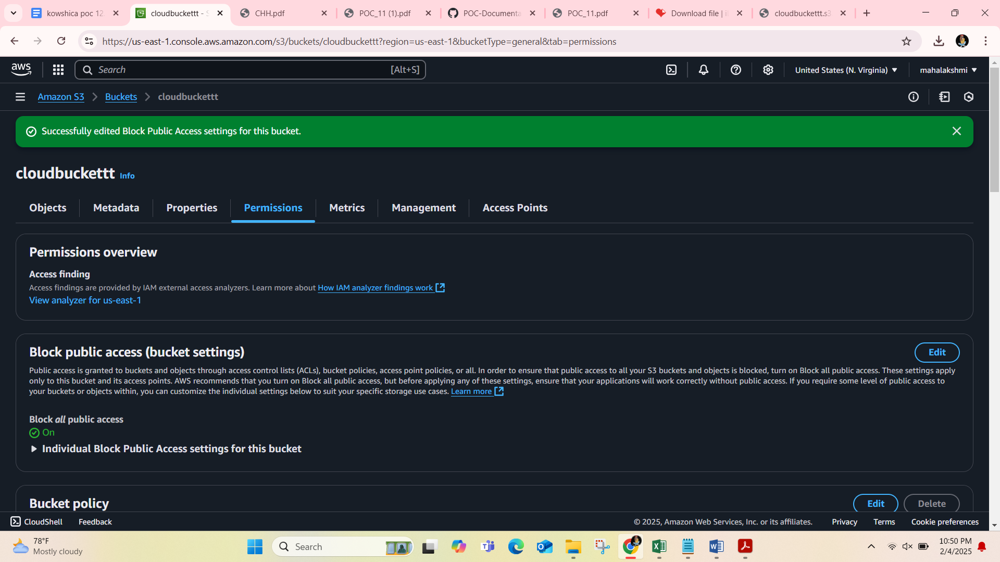 kowshica poc 12
cloudbuckettt - S
CHH.pdf
POC_11 (1).pdf
POC-Documenta
POC_11.pdf
Download file | il
cloudbuckettt.s3
https://us-east-1.console.aws.amazon.com/s3/buckets/cloudbuckettt?region=us-east-1&bucketType=general&tab=permissions
aws
Search
[Alt+S]
United States (N. Virginia)
mahalakshmi
Amazon S3
Buckets
cloudbuckettt
Successfully edited Block Public Access settings for this bucket.
cloudbuckettt Info
Objects
Metadata
Properties
Permissions
Metrics
Management
Access Points
Permissions overview
Access finding
Access findings are provided by IAM external access analyzers. Learn more about How IAM analyzer findings work
View analyzer for us-east-1
Block public access (bucket settings)
Edit
Public access is granted to buckets and objects through access control lists (ACLs), bucket policies, access point policies, or all. In order to ensure that public access to all your S3 buckets and objects is blocked, turn on Block all public access. These settings apply
only to this bucket and its access points. AWS recommends that you turn on Block all public access, but before applying any of these settings, ensure that your applications will work correctly without public access. If you require some level of public access to
your buckets or objects within, you can customize the individual settings below to suit your specific storage use cases. Learn more
Block all public access
On
Individual Block Public Access settings for this bucket
Bucket policy
Edit
Delete
CloudShell
Feedback
© 2025, Amazon Web Services, Inc. or its affiliates.
Privacy
Terms
Cookie preferences
78°F
Mostly cloudy
Search
10:50 PM
2/4/2025